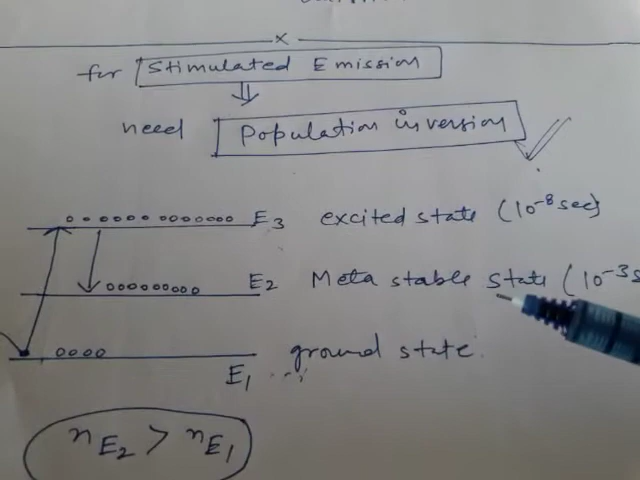 x
for Stimulated Emission
need Population inversion
E3 excited state (10-8 sec)
E2 Meta stable state (10-3 s
E1 ground state
nE2 > nE1